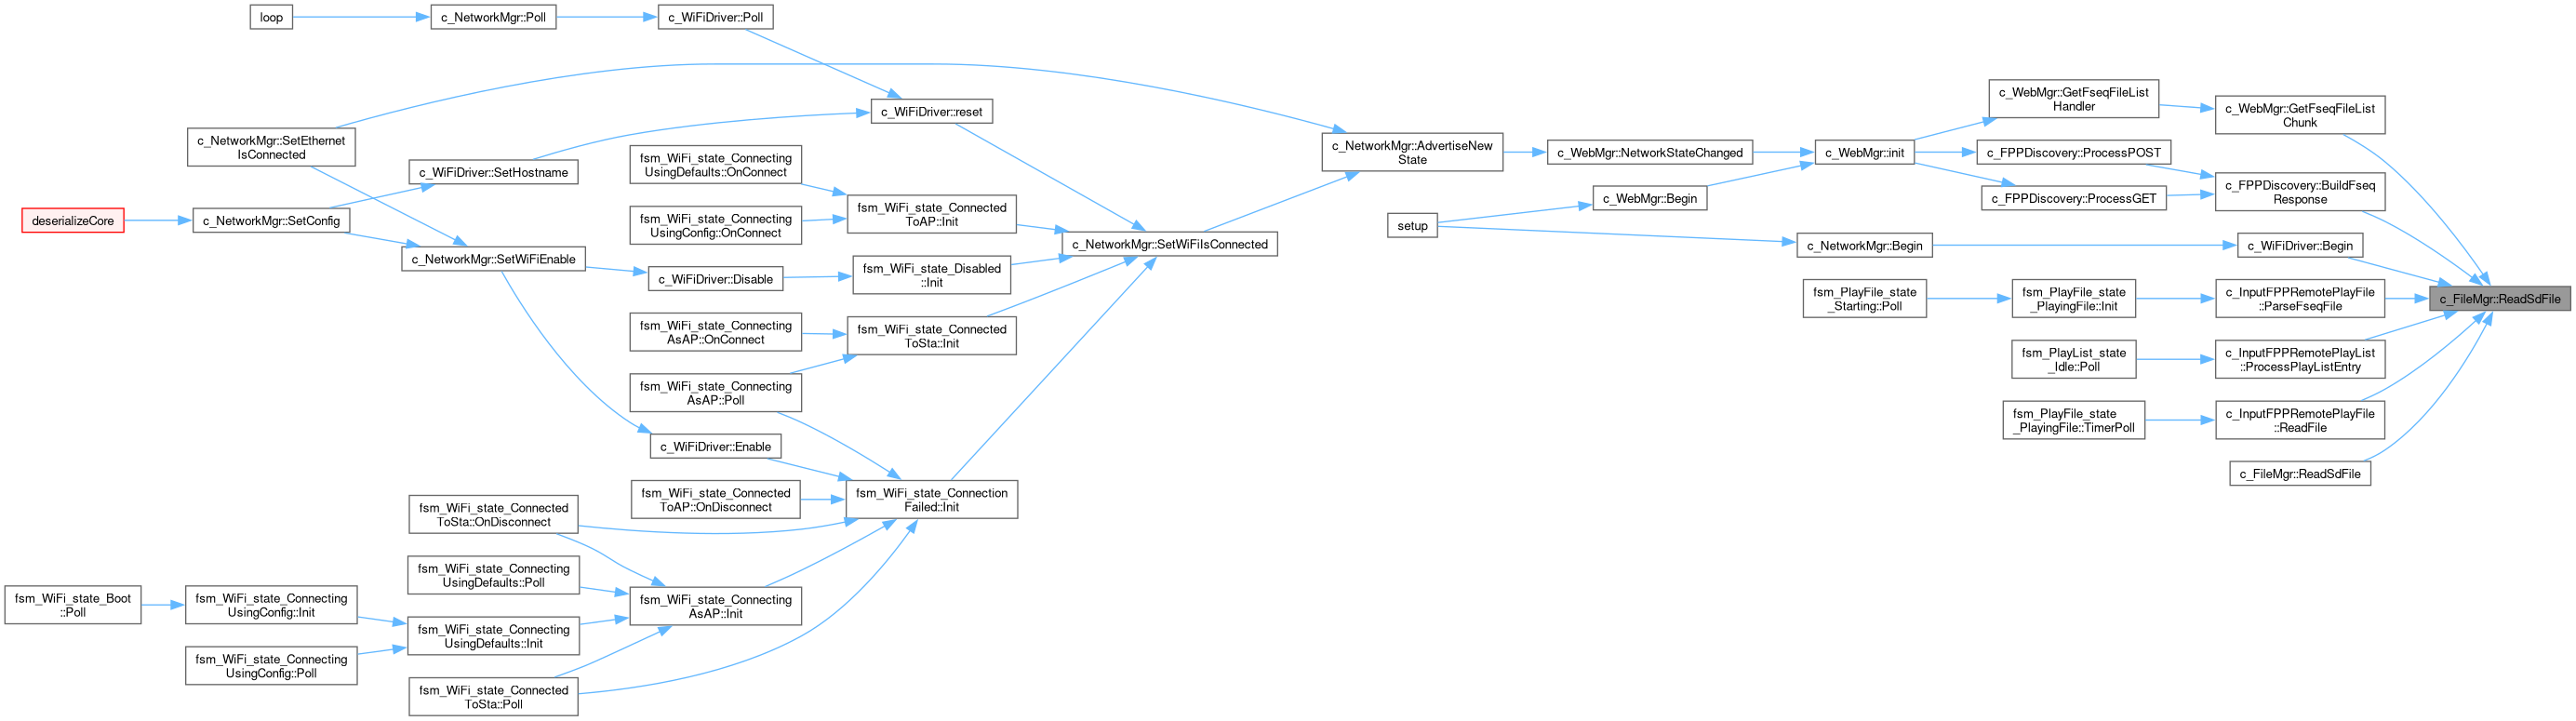 loop
c_NetworkMgr::Poll
c_WiFiDriver::Poll
c_WebMgr::GetFseqFileList
Handler
c_WebMgr::GetFseqFileList
Chunk
c_WiFiDriver::reset
c_NetworkMgr::SetEthernet
IsConnected
c_NetworkMgr::AdvertiseNew
State
c_WebMgr::NetworkStateChanged
c_WebMgr::init
c_FPPDiscovery::ProcessPOST
fsm_WiFi_state_Connecting
UsingDefaults::OnConnect
c_WiFiDriver::SetHostname
c_WebMgr::Begin
c_FPPDiscovery::ProcessGET
c_FPPDiscovery::BuildFseq
Response
deserializeCore
c_NetworkMgr::SetConfig
fsm_WiFi_state_Connecting
UsingConfig::OnConnect
fsm_WiFi_state_Connected
ToAP::Init
setup
c_NetworkMgr::SetWiFiIsConnected
c_NetworkMgr::Begin
c_WiFiDriver::Begin
c_NetworkMgr::SetWiFiEnable
c_WiFiDriver::Disable
fsm_WiFi_state_Disabled
::Init
fsm_PlayFile_state
_Starting::Poll
fsm_PlayFile_state
_PlayingFile::Init
c_InputFPPRemotePlayFile
::ParseFseqFile
c_FileMgr::ReadSdFile
fsm_WiFi_state_Connecting
AsAP::OnConnect
fsm_WiFi_state_Connected
ToSta::Init
fsm_PlayList_state
_Idle::Poll
c_InputFPPRemotePlayList
::ProcessPlayListEntry
fsm_WiFi_state_Connecting
AsAP::Poll
fsm_PlayFile_state
_PlayingFile::TimerPoll
c_InputFPPRemotePlayFile
::ReadFile
c_WiFiDriver::Enable
c_FileMgr::ReadSdFile
fsm_WiFi_state_Connected
ToSta::OnDisconnect
fsm_WiFi_state_Connected
ToAP::OnDisconnect
fsm_WiFi_state_Connection
Failed::Init
fsm_WiFi_state_Connecting
UsingDefaults::Poll
fsm_WiFi_state_Boot
::Poll
fsm_WiFi_state_Connecting
UsingConfig::Init
fsm_WiFi_state_Connecting
AsAP::Init
fsm_WiFi_state_Connecting
UsingDefaults::Init
fsm_WiFi_state_Connecting
UsingConfig::Poll
fsm_WiFi_state_Connected
ToSta::Poll